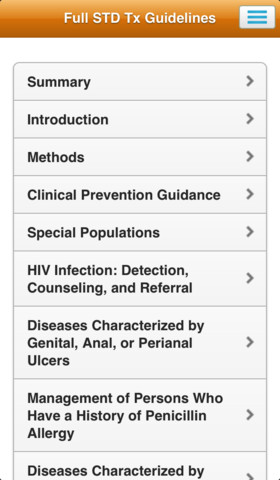 Full STD Tx Guidelines
Summary
Introduction
Methods
Clinical Prevention Guidance
Special Populations
HIV Infection: Detection,
Counseling, and Referral
Diseases Characterized by
Genital, Anal, or Perianal
Ulcers
Management of Persons Who
Have a History of Penicillin
Allergy
Diseases Characterized by